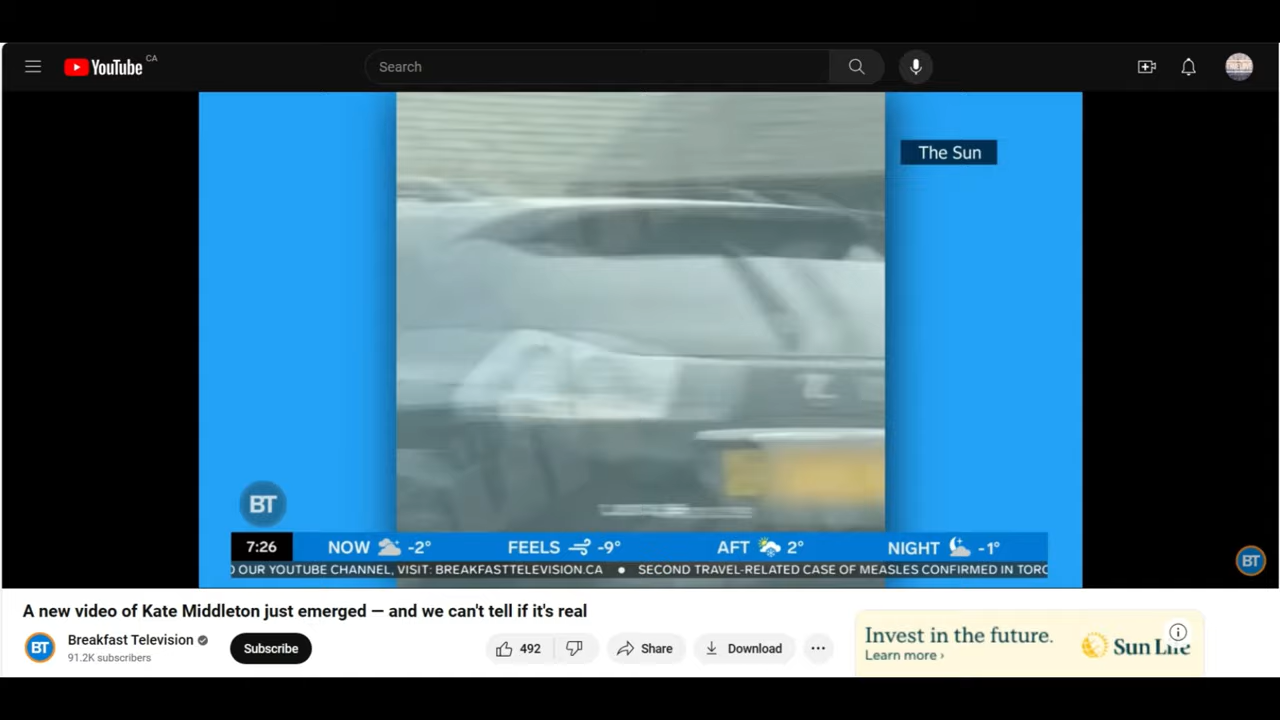 YouTube CA
Search
The Sun
BT
7:26 NOW -2° FEELS -9° AFT 2° NIGHT -1°
OUR YOUTUBE CHANNEL, VISIT: BREAKFASTTELEVISION.CA ● SECOND TRAVEL-RELATED CASE OF MEASLES CONFIRMED IN
BT
A new video of Kate Middleton just emerged — and we can't tell if it's real
BT Breakfast Television
91.2K subscribers
Subscribe
492
Share
Download
Invest in the future.
Learn more ›
Sun Life